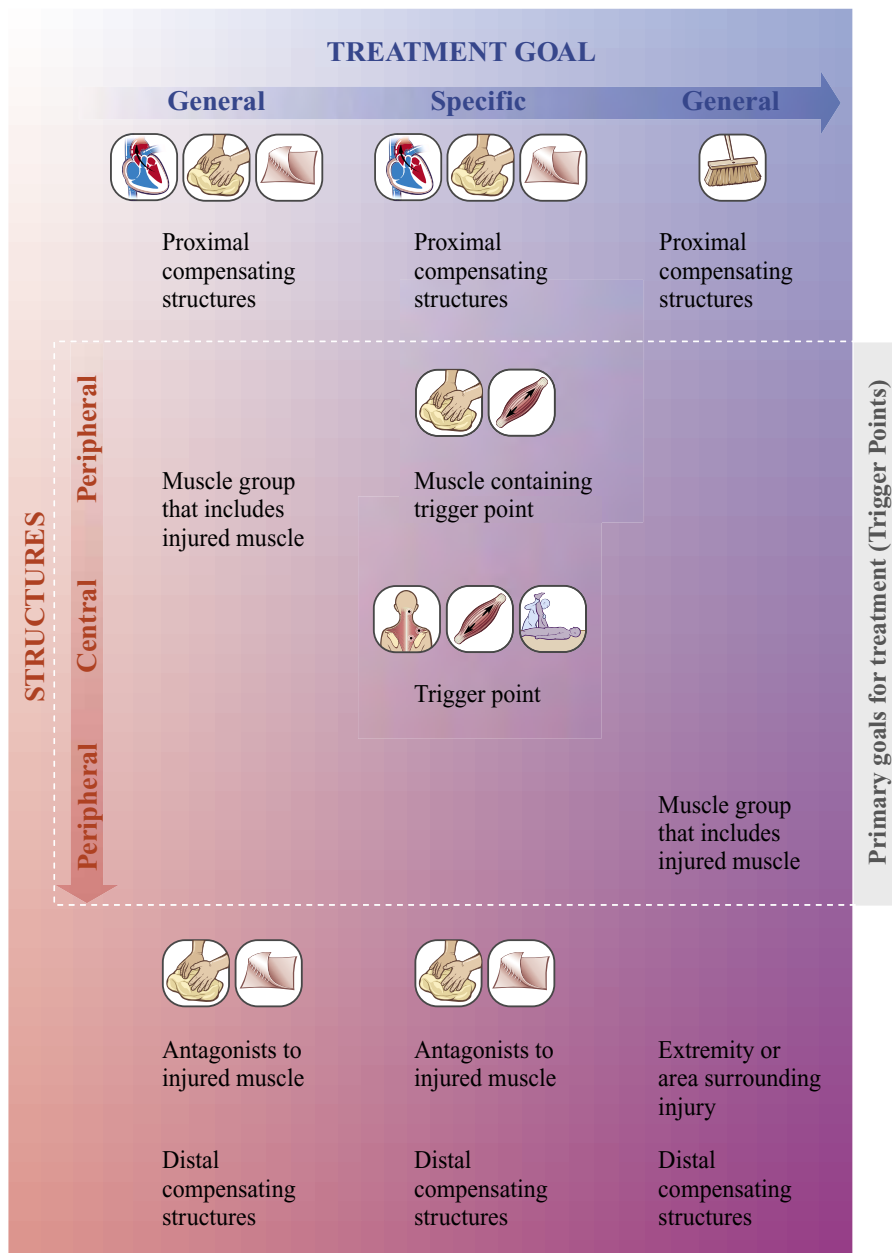 TREATMENT GOAL
General
Specific
General
Proximal
compensating
structures
Proximal
compensating
structures
Proximal
compensating
structures
STRUCTURES
Peripheral
Central
Peripheral
Muscle group
that includes
injured muscle
Muscle containing
trigger point
Trigger point
Muscle group
that includes
injured muscle
Primary goals for treatment (Trigger Points)
Antagonists to
injured muscle
Antagonists to
injured muscle
Extremity or
area surrounding
injury
Distal
compensating
structures
Distal
compensating
structures
Distal
compensating
structures